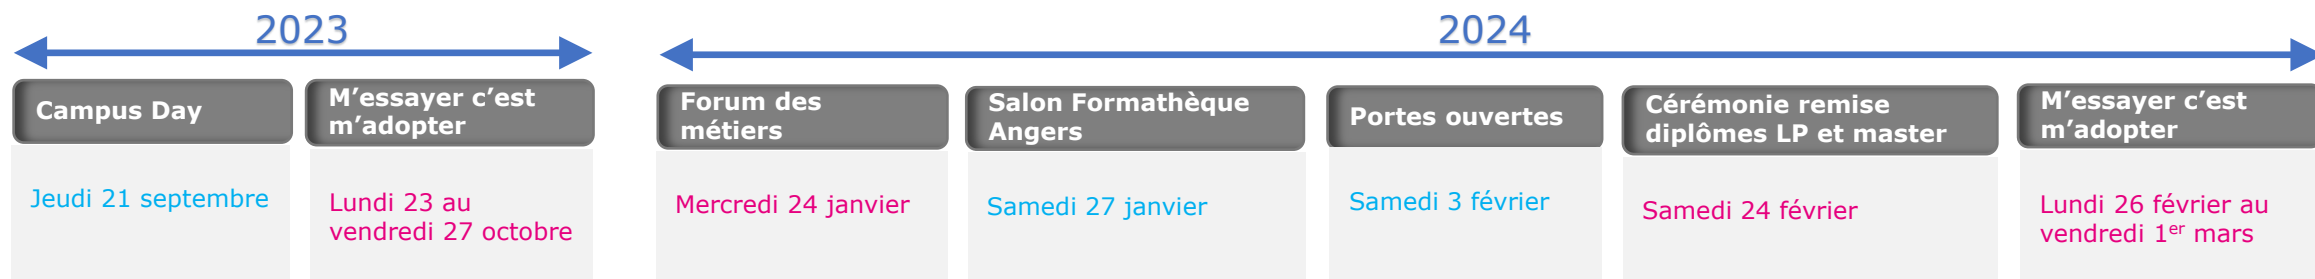 2023
2024
Campus Day
M’essayer c’est
m’adopter
Forum des
métiers
Salon Formathèque
Angers
Portes ouvertes
Cérémonie remise
diplômes LP et master
M’essayer c’est
m’adopter
Jeudi 21 septembre
Lundi 23 au
vendredi 27 octobre
Mercredi 24 janvier
Samedi 27 janvier
Samedi 3 février
Samedi 24 février
Lundi 26 février au
vendredi 1er mars